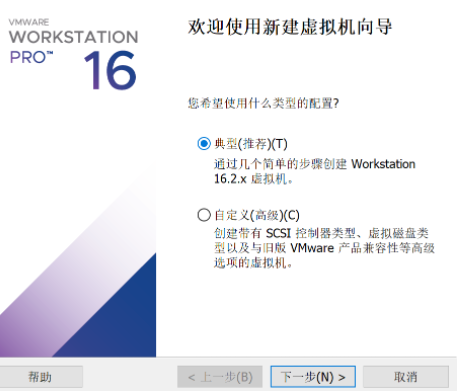 VMWARE
WORKSTATION
PRO™ 16
欢迎使用新建虚拟机向导
您希望使用什么类型的配置?
典型(推荐)(T)
通过几个简单的步骤创建 Workstation
16.2.x 虚拟机。
自定义(高级)(C)
创建带有 SCSI 控制器类型、虚拟磁盘类
型以及与旧版 VMware 产品兼容性等高级
选项的虚拟机。
帮助
< 上一步(B)
下一步(N) >
取消